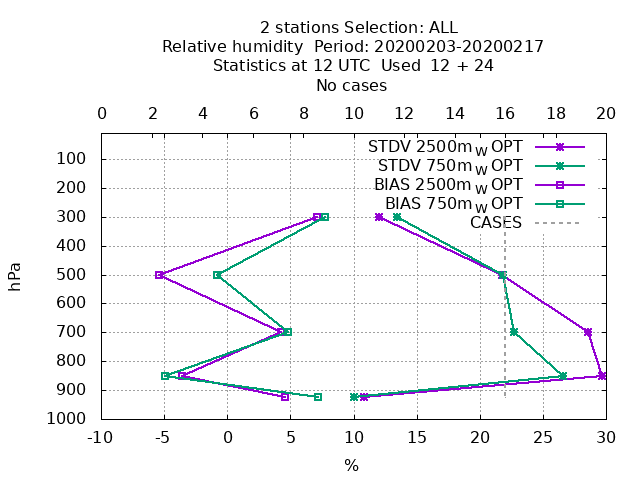 2 stations Selection: ALL
Relative humidity  Period: 20200203-20200217
Statistics at 12 UTC  Used  12 + 24
No cases
0 2 4 6 8 10 12 14 16 18 20
STDV 2500m W OPT
STDV 750m W OPT
BIAS 2500m W OPT
BIAS 750m W OPT
CASES
100
200
300
400
500
600
700
800
900
1000
hPa
-10 -5 0 5 10 15 20 25 30
%